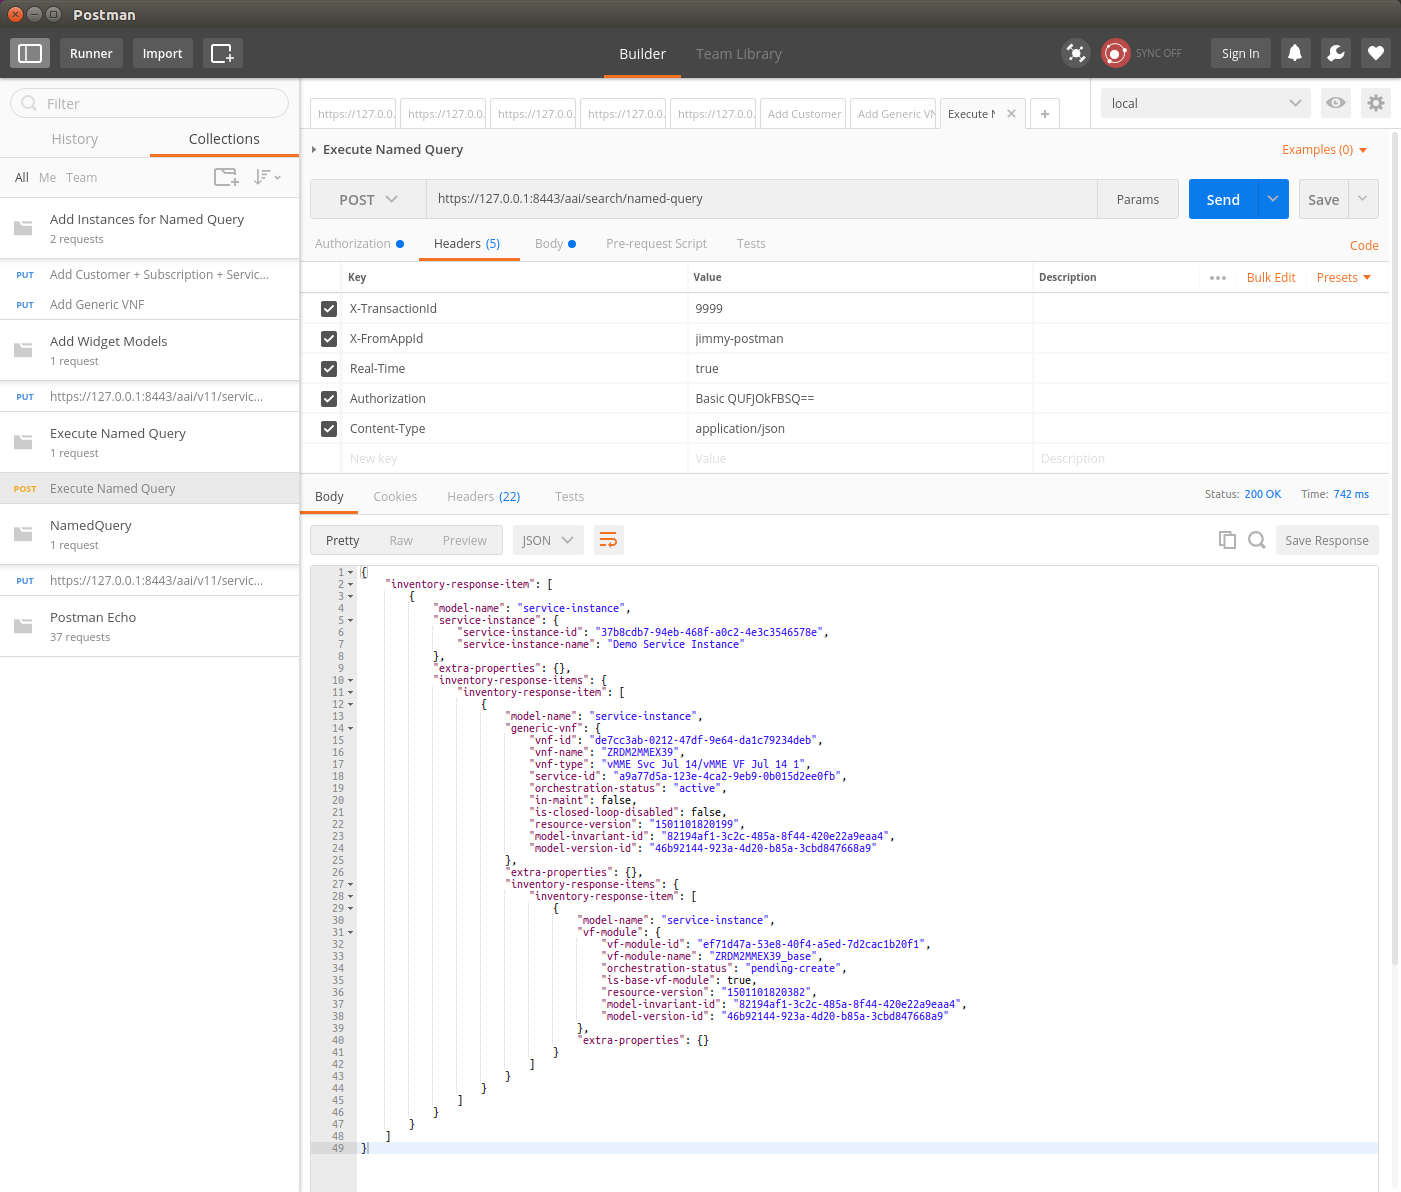 Postman
Runner
Import
Builder
Team Library
SYNC OFF
Sign In
Filter
History
Collections
All
Me
Team
Add Instances for Named Query
2 requests
PUT Add Customer + Subscription + Servic...
PUT Add Generic VNF
Add Widget Models
1 request
PUT https://127.0.0.1:8443/aai/v11/servic...
Execute Named Query
1 request
POST Execute Named Query
NamedQuery
1 request
PUT https://127.0.0.1:8443/aai/v11/servic...
Postman Echo
37 requests
https://127.0.0. https://127.0.0. https://127.0.0. https://127.0.0. https://127.0.0. Add Customer Add Generic VN Execute N
local
Execute Named Query
Examples (0)
POST https://127.0.0.1:8443/aai/search/named-query Params Send Save
Authorization Headers (5) Body Pre-request Script Tests Code
Key Value Description Bulk Edit Presets
X-TransactionId 9999
X-FromAppId jimmy-postman
Real-Time true
Authorization Basic QUFJOkFBSQ==
Content-Type application/json
New key Value Description
Body Cookies Headers (22) Tests Status: 200 OK Time: 742 ms
Pretty Raw Preview JSON Save Response
1 {
2 "inventory-response-item": [
3 {
4 "model-name": "service-instance",
5 "service-instance": {
6 "service-instance-id": "37b8cdb7-94eb-468f-a0c2-4e3c3546578e",
7 "service-instance-name": "Demo Service Instance"
8 },
9 "extra-properties": {},
10 "inventory-response-items": {
11 "inventory-response-item": [
12 {
13 "model-name": "service-instance",
14 "generic-vnf": {
15 "vnf-id": "de7cc3ab-0212-47df-9e64-da1c79234deb",
16 "vnf-name": "ZRDM2MMEX39",
17 "vnf-type": "vMME Svc Jul 14/vMME VF Jul 14 1",
18 "service-id": "a9a77d5a-123e-4ca2-9eb9-0b015d2ee0fb",
19 "orchestration-status": "active",
20 "in-maint": false,
21 "is-closed-loop-disabled": false,
22 "resource-version": "1501101820199",
23 "model-invariant-id": "82194af1-3c2c-485a-8f44-420e22a9eaa4",
24 "model-version-id": "46b92144-923a-4d20-b85a-3cbd847668a9"
25 },
26 "extra-properties": {},
27 "inventory-response-items": {
28 "inventory-response-item": [
29 {
30 "model-name": "service-instance",
31 "vf-module": {
32 "vf-module-id": "ef71d47a-53e8-40f4-a5ed-7d2cac1b20f1",
33 "vf-module-name": "ZRDM2MMEX39_base",
34 "orchestration-status": "pending-create",
35 "is-base-vf-module": true,
36 "resource-version": "1501101820382",
37 "model-invariant-id": "82194af1-3c2c-485a-8f44-420e22a9eaa4",
38 "model-version-id": "46b92144-923a-4d20-b85a-3cbd847668a9"
39 },
40 "extra-properties": {}
41 }
42 ]
43 }
44 }
45 ]
46 }
47 }
48 ]
49 }